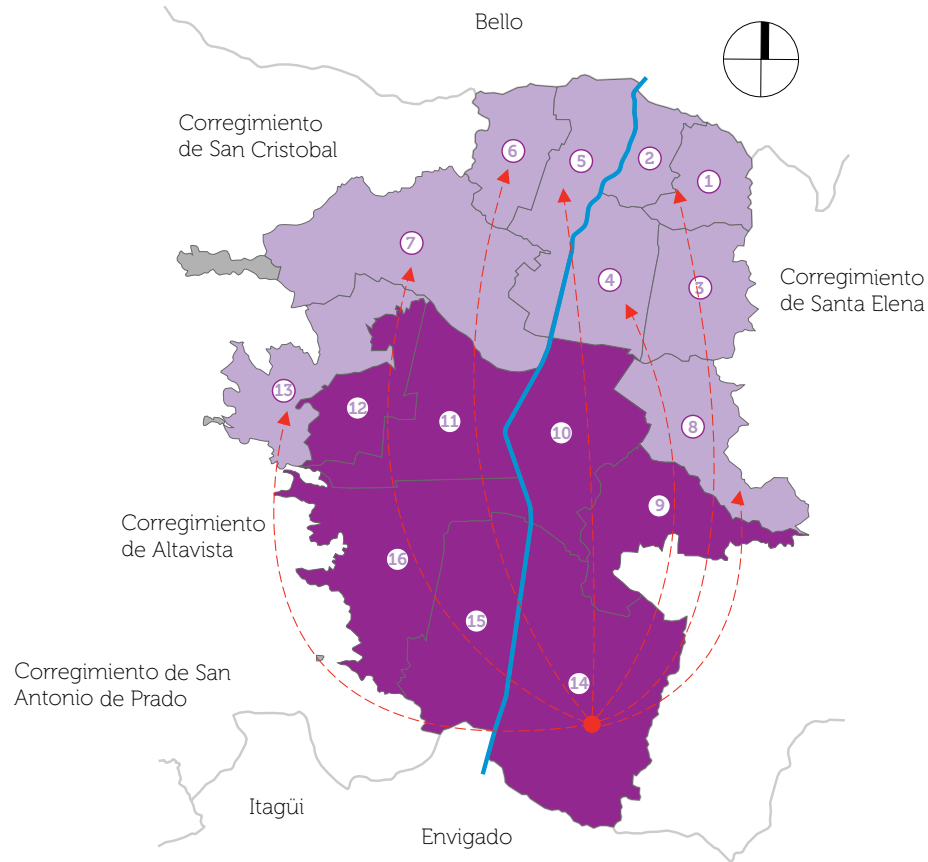 Bello
Corregimiento
de San Cristobal
6
5
2
1
7
4
3
Corregimiento
de Santa Elena
13
12
11
10
8
9
Corregimiento
de Altavista
16
15
14
Corregimiento de San
Antonio de Prado
Itagüi
Envigado